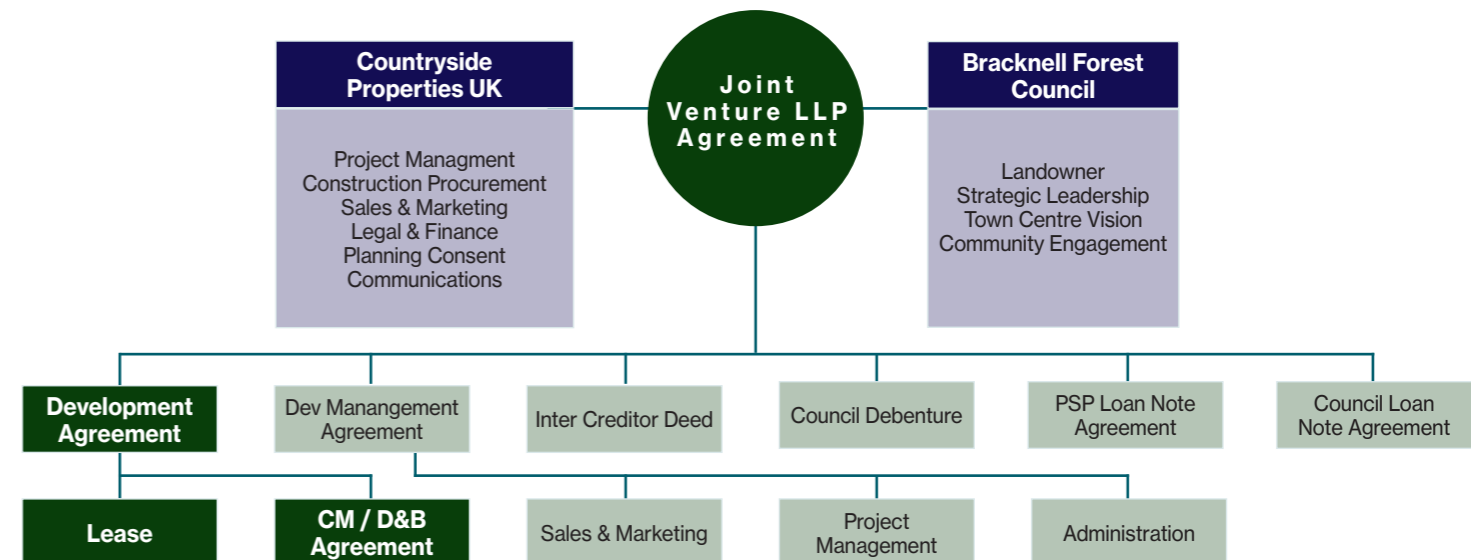 Countryside
Properties UK
Project Managment
Construction Procurement
Sales & Marketing
Legal & Finance
Planning Consent
Communications
Joint
Venture LLP
Agreement
Bracknell Forest
Council
Landowner
Strategic Leadership
Town Centre Vision
Community Engagement
Development
Agreement
Dev Manangement
Agreement
Inter Creditor Deed
Council Debenture
PSP Loan Note
Agreement
Council Loan
Note Agreement
Lease
CM / D&B
Agreement
Sales & Marketing
Project
Management
Administration